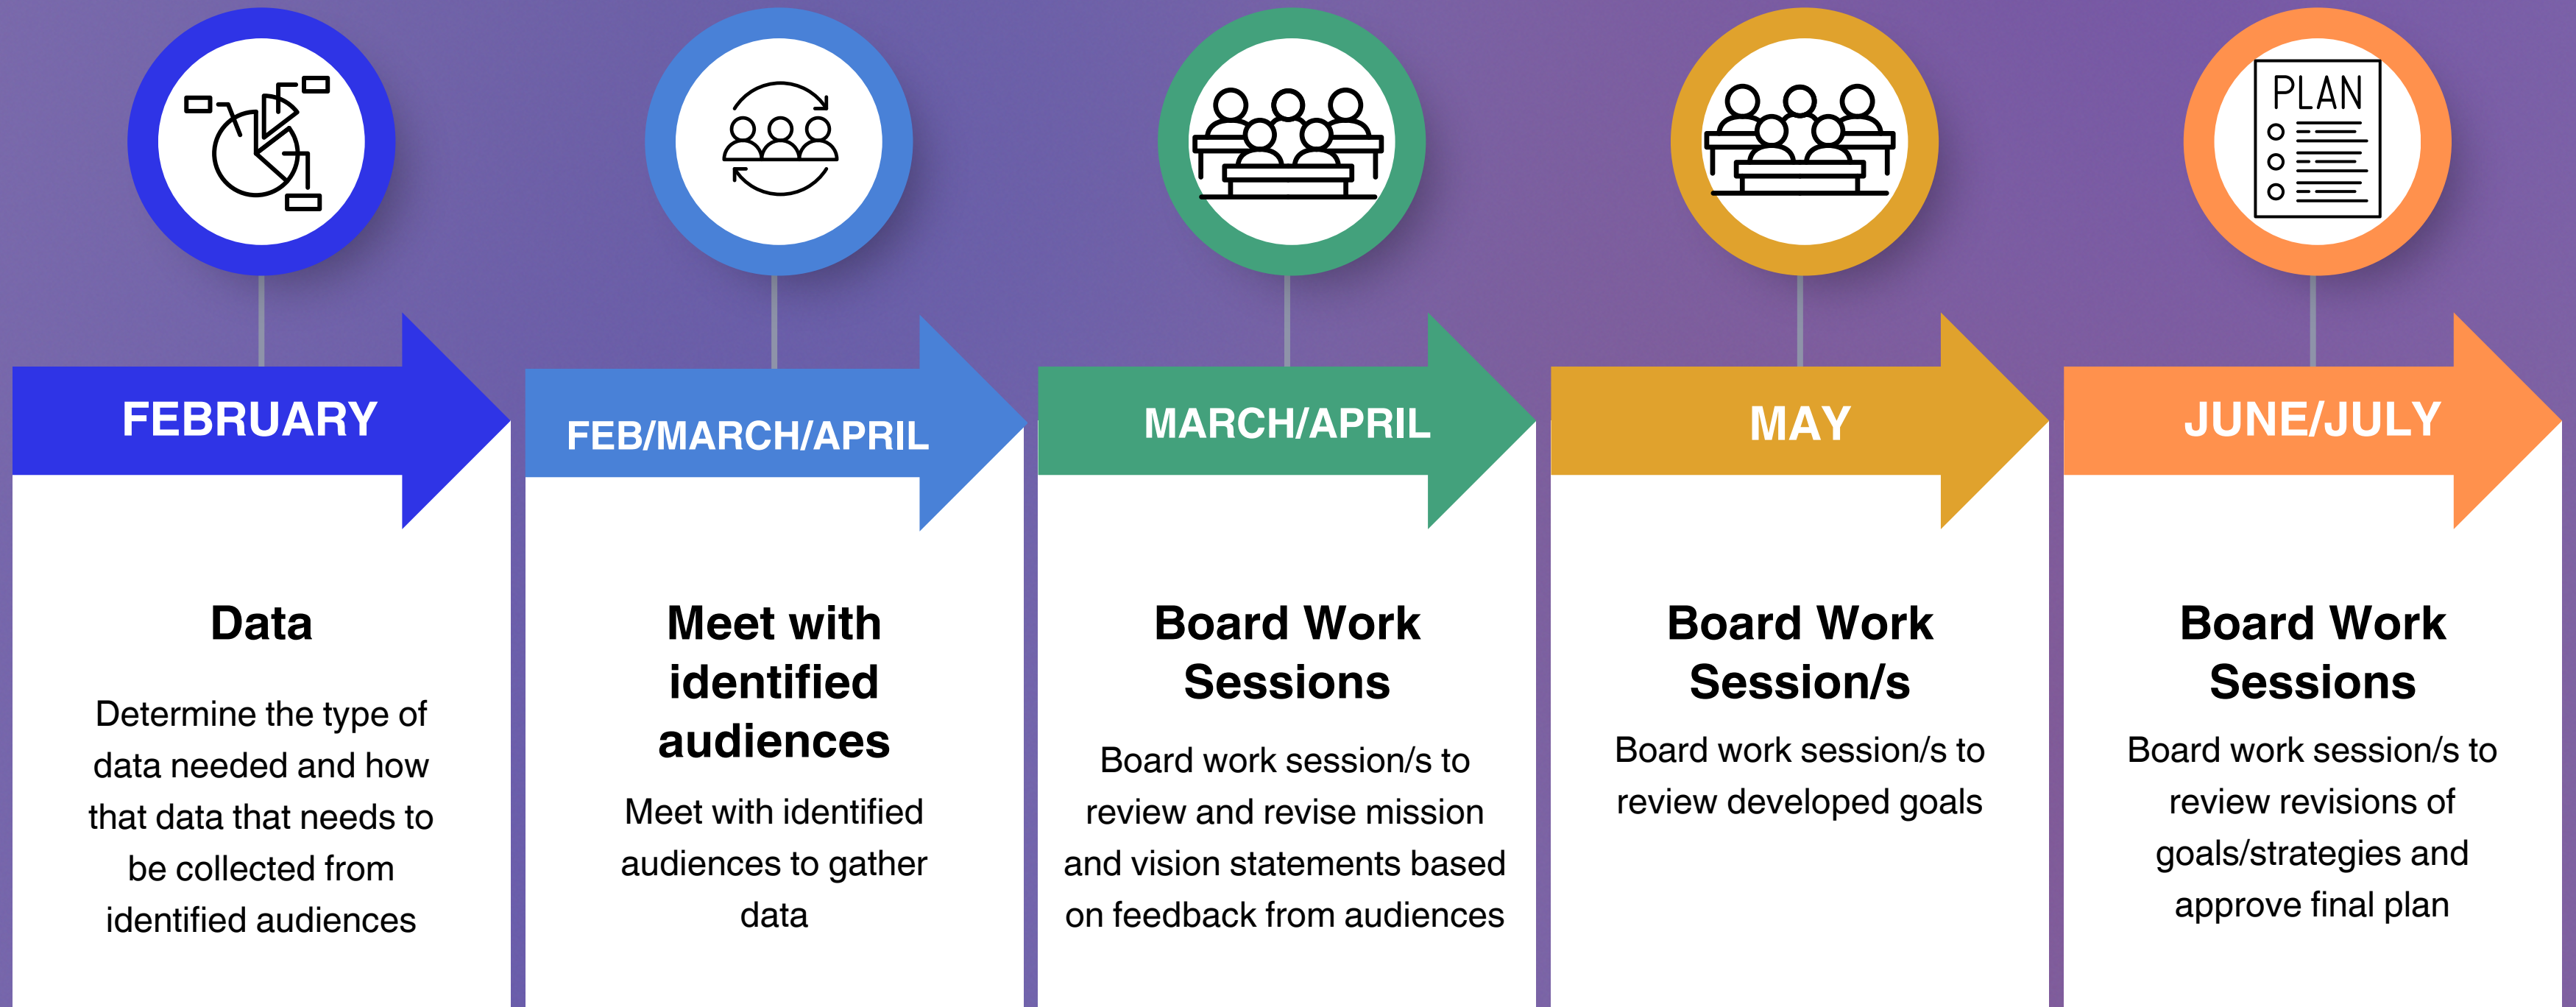 FEBRUARY
Data
Determine the type of
data needed and how
that data that needs to
be collected from
identified audiences
FEB/MARCH/APRIL
Meet with
identified
audiences
Meet with identified
audiences to gather
data
MARCH/APRIL
Board Work
Sessions
Board work session/s to
review and revise mission
and vision statements based
on feedback from audiences
MAY
Board Work
Session/s
Board work session/s to
review developed goals
PLAN
JUNE/JULY
Board Work
Sessions
Board work session/s to
review revisions of
goals/strategies and
approve final plan